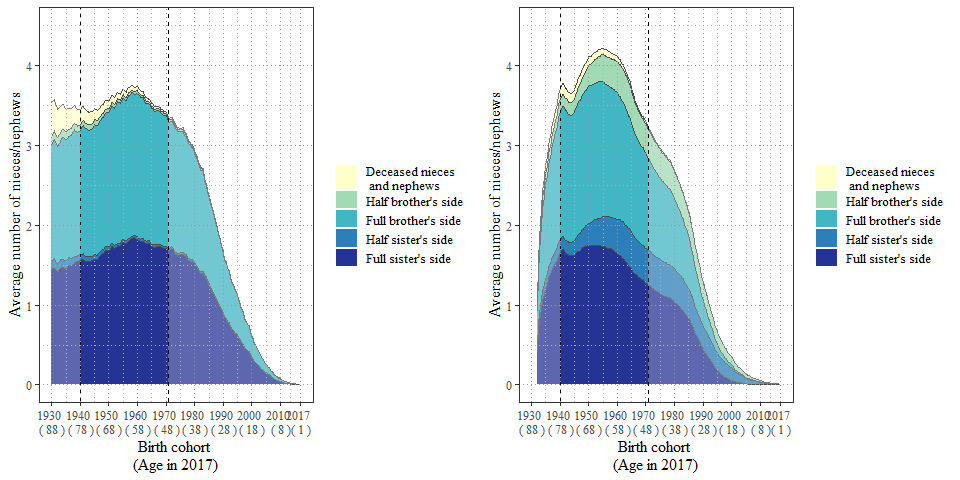 Average number of nieces/nephews
4
3
2
1
0
1930 1940 1950 1960 1970 1980 1990 2000 2012 2017
( 88 ) ( 78 ) ( 68 ) ( 58 ) ( 48 ) ( 38 ) ( 28 ) ( 18 ) ( 8 ) ( 1 )
Birth cohort
(Age in 2017)
Deceased nieces
and nephews
Half brother's side
Full brother's side
Half sister's side
Full sister's side
Average number of nieces/nephews
4
3
2
1
0
1930 1940 1950 1960 1970 1980 1990 2000 2012 2017
( 88 ) ( 78 ) ( 68 ) ( 58 ) ( 48 ) ( 38 ) ( 28 ) ( 18 ) ( 8 ) ( 1 )
Birth cohort
(Age in 2017)
Deceased nieces
and nephews
Half brother's side
Full brother's side
Half sister's side
Full sister's side